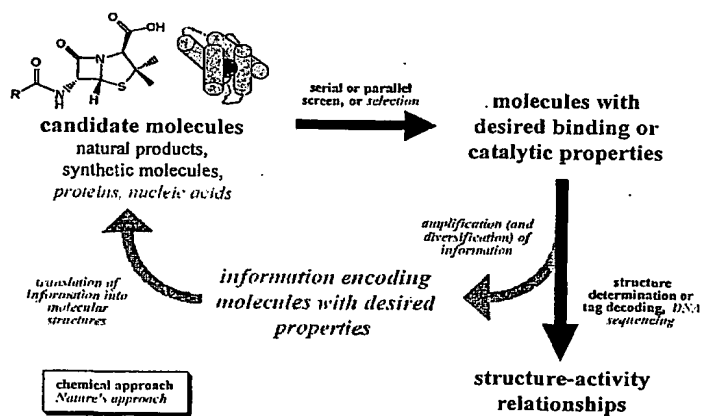 O
OH
O
N
O
R
N
H
H
S
candidate molecules
natural products,
synthetic molecules,
proteins, nucleic acids
serial or parallel
screen, or selection
molecules with
desired binding or
catalytic properties
amplification (and
diversification) of
information
information encoding
molecules with desired
properties
translation of
information into
molecular
structures
structure
determination or
tag decoding, DNA
sequencing
structure-activity
relationships
chemical approach
Nature's approach